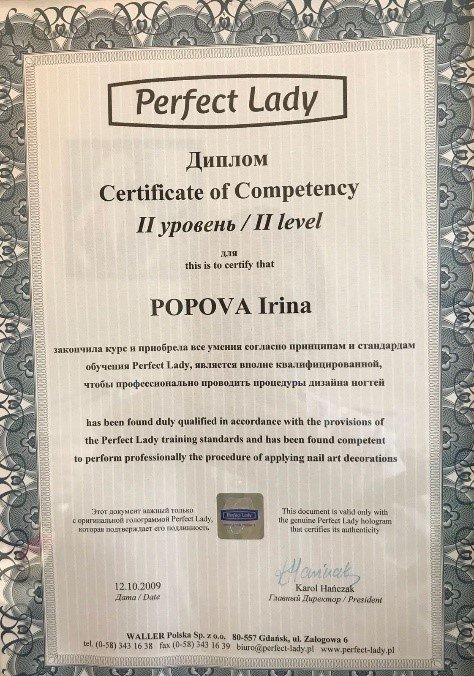 Perfect Lady
Диплом
Certificate of Competency
II уровень / II level
для
this is to certify that
POPOVA Irina
закончила курс и приобрела все умения согласно принципам и стандардам
обучения Perfect Lady, является вполне квалифицированной,
чтобы профессионально проводить процедуры дизайна ногтей
has been found duly qualified in accordance with the provisions of
the Perfect Lady training standards and has been found competent
to perform professionally the procedure of applying nail art decorations
Этот документ важный только
с оригинальной голограммой Perfect Lady,
которая подтверждает его подлинность
Perfect Lady
This document is valid only with
the genuine Perfect Lady hologram
that certifies its authenticity
12.10.2009
Дата / Date
Karol Hańczak
Главный Директор / President
WALLER Polska Sp. z o.o. 80-557 Gdańsk, ul. Załogowa 6
tel. (0-58) 343 16 38 fax (0-58) 343 16 39 biuro@perfect-lady.pl www.perfect-lady.pl